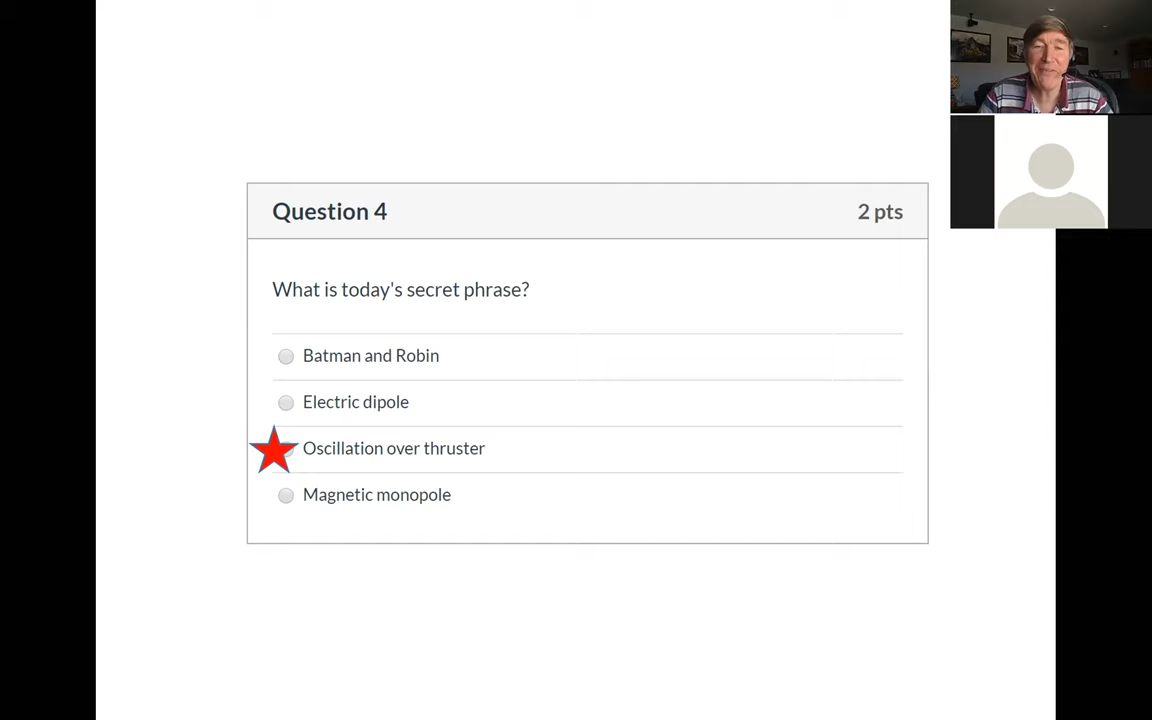 Question 4
2 pts
What is today's secret phrase?
Batman and Robin
Electric dipole
Oscillation over thruster
Magnetic monopole